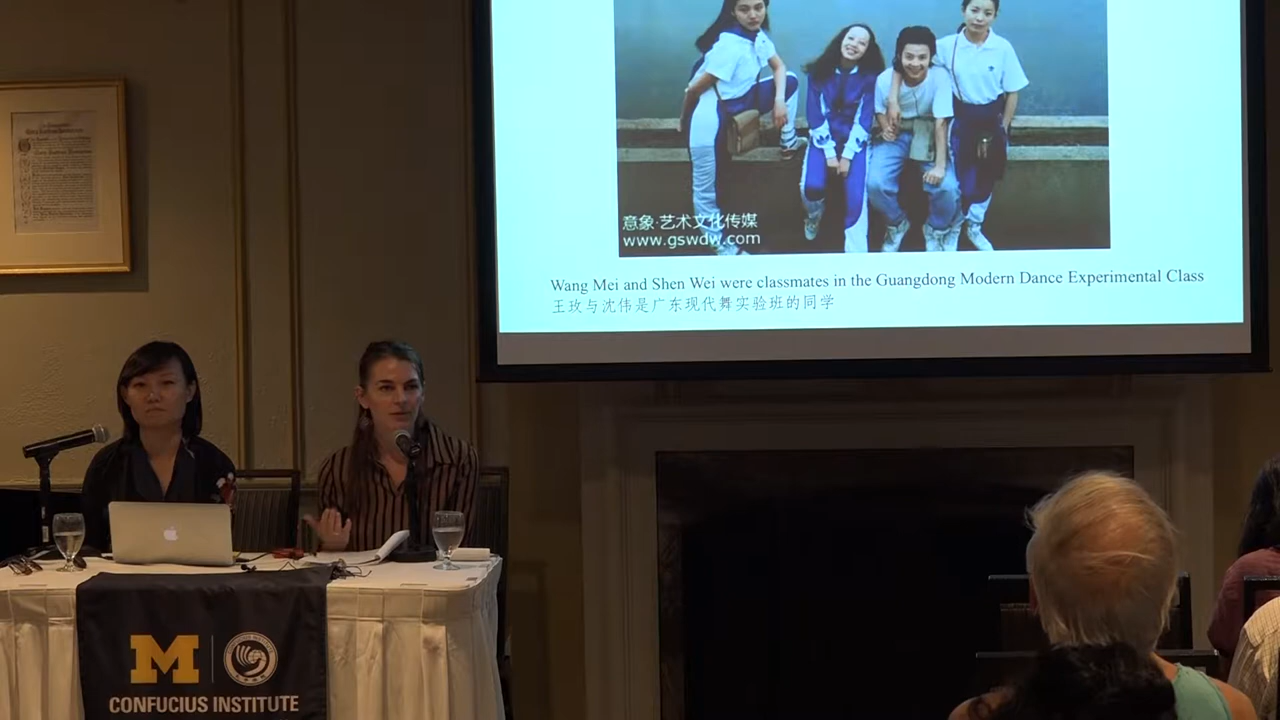 意象·艺术文化传媒
www.gswdw.com
Wang Mei and Shen Wei were classmates in the Guangdong Modern Dance Experimental Class
王玫与沈伟是广东现代舞实验班的同学
M
CONFUCIUS INSTITUTE